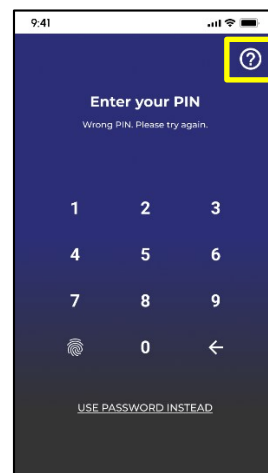 9:41
?
Enter your PIN
Wrong PIN. Please try again.
1 2 3
4 5 6
7 8 9
0
USE PASSWORD INSTEAD